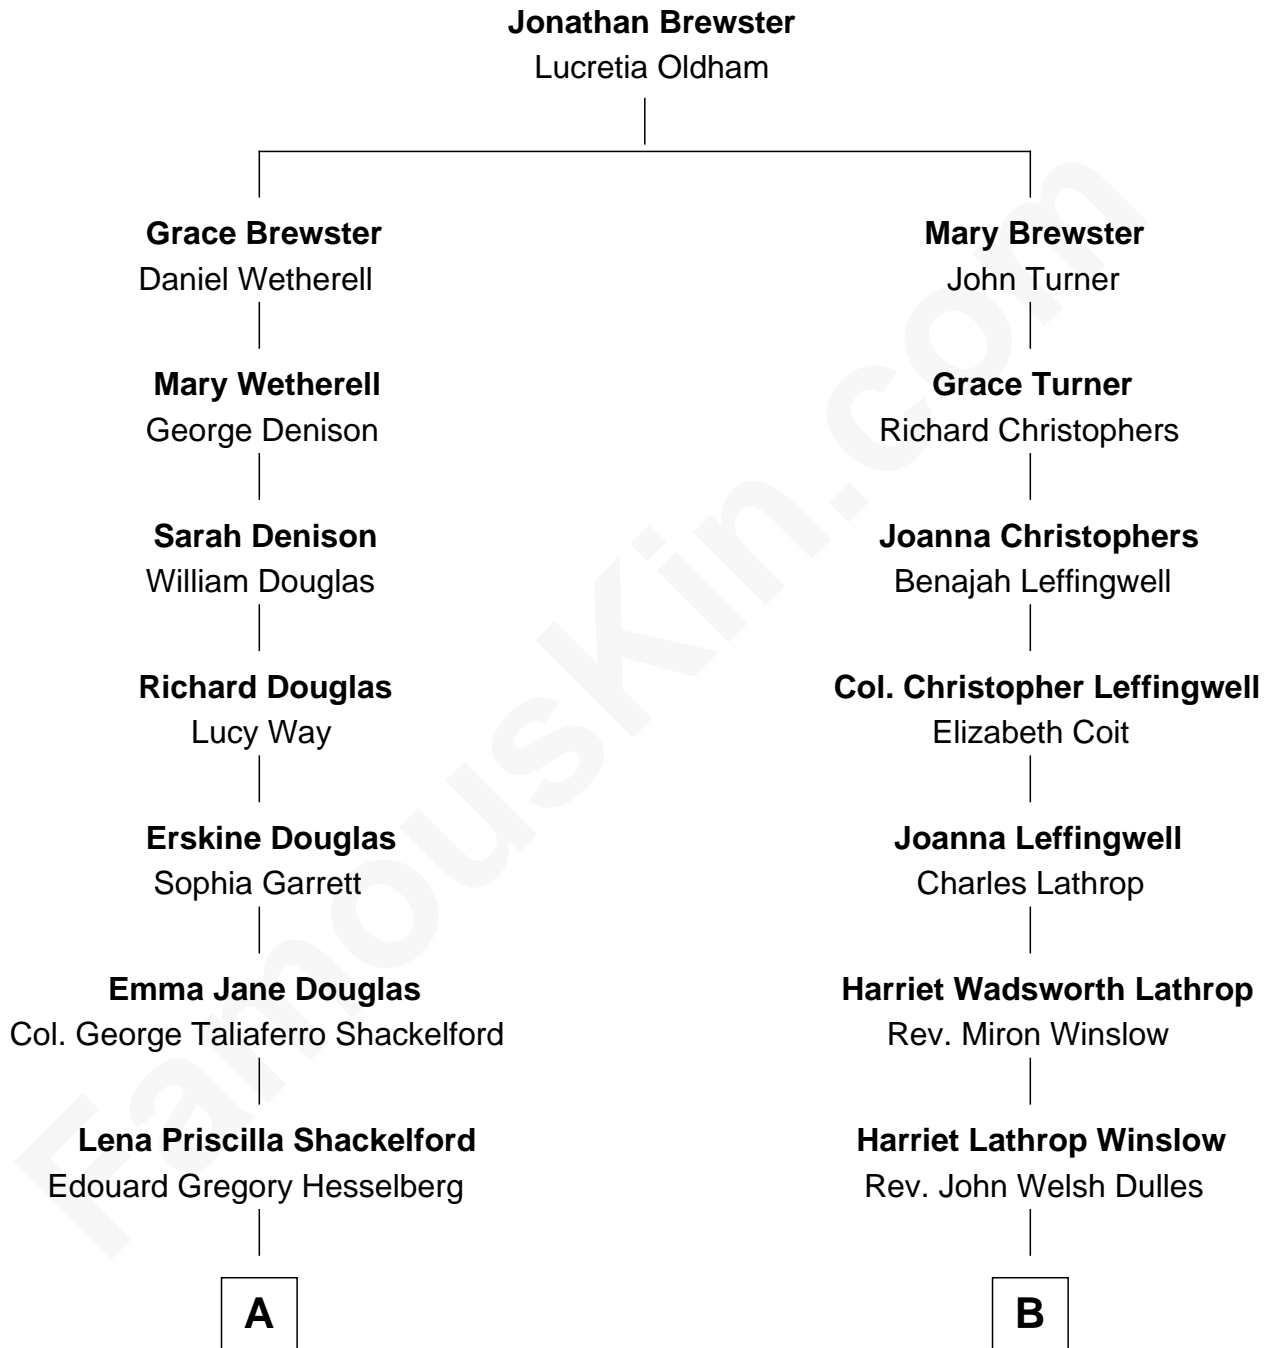 Jonathan Brewster
Lucretia Oldham
Grace Brewster
Daniel Wetherell
Mary Wetherell
George Denison
Sarah Denison
William Douglas
Richard Douglas
Lucy Way
Erskine Douglas
Sophia Garrett
Emma Jane Douglas
Col. George Taliaferro Shackelford
Lena Priscilla Shackelford
Edouard Gregory Hesselberg
A
Mary Brewster
John Turner
Grace Turner
Richard Christophers
Joanna Christophers
Benajah Leffingwell
Col. Christopher Leffingwell
Elizabeth Coit
Joanna Leffingwell
Charles Lathrop
Harriet Wadsworth Lathrop
Rev. Miron Winslow
Harriet Lathrop Winslow
Rev. John Welsh Dulles
B
FamousKin.com